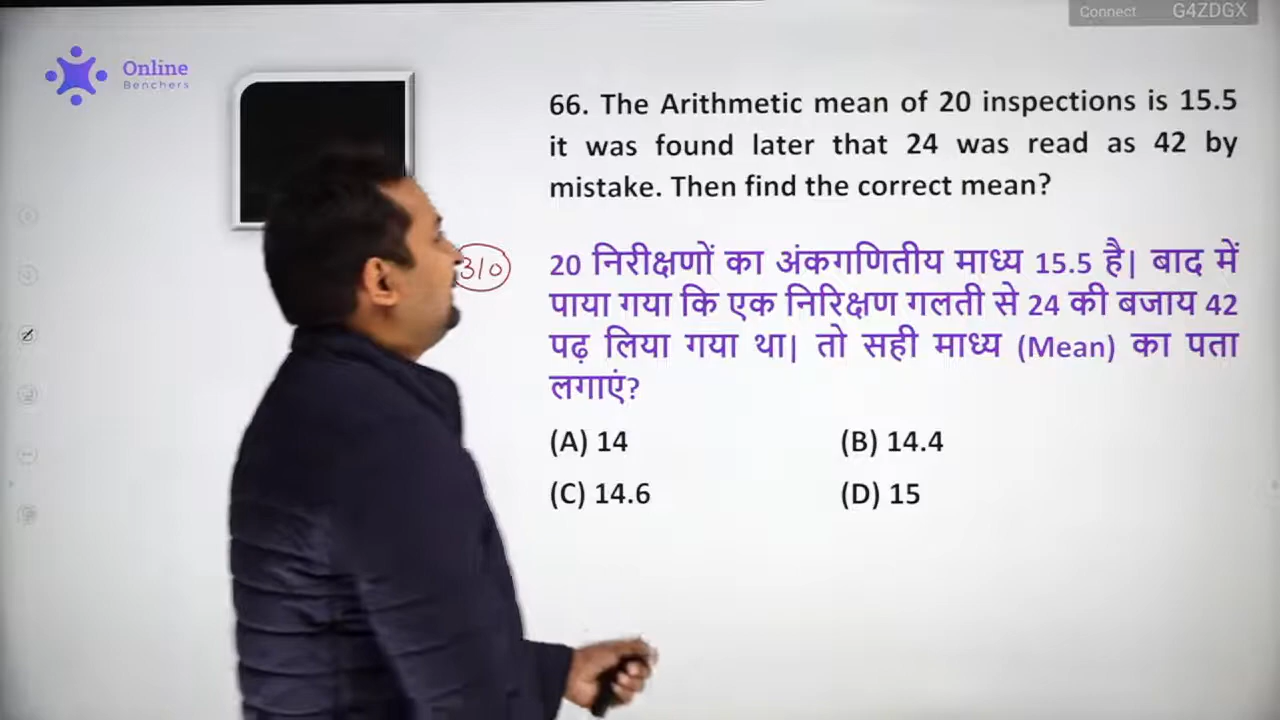 Connect G4ZDGX
Online
Benchers
66. The Arithmetic mean of 20 inspections is 15.5
it was found later that 24 was read as 42 by
mistake. Then find the correct mean?
310
20 निरीक्षणों का अंकगणितीय माध्य 15.5 है| बाद में
पाया गया कि एक निरिक्षण गलती से 24 की बजाय 42
पढ़ लिया गया था| तो सही माध्य (Mean) का पता
लगाएं?
(A) 14 (B) 14.4
(C) 14.6 (D) 15